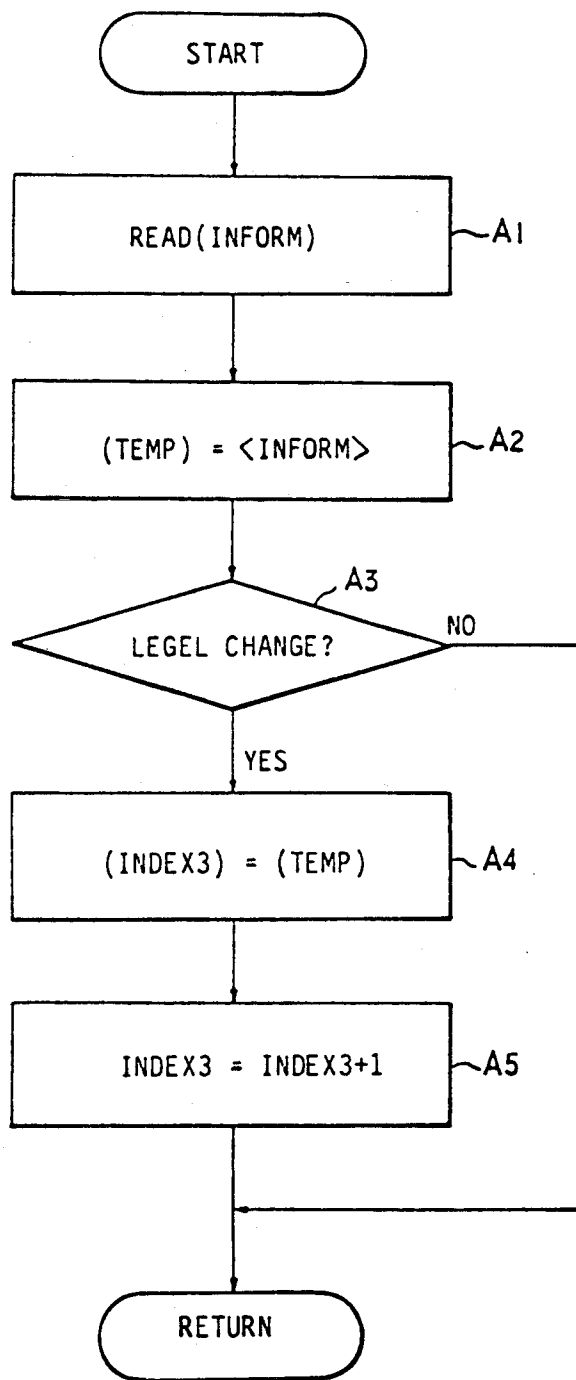 START
READ(INFORM)
A1
(TEMP) = <INFORM>
A2
A3
LEGEL CHANGE?
NO
YES
(INDEX3) = (TEMP)
A4
INDEX3 = INDEX3+1
A5
RETURN